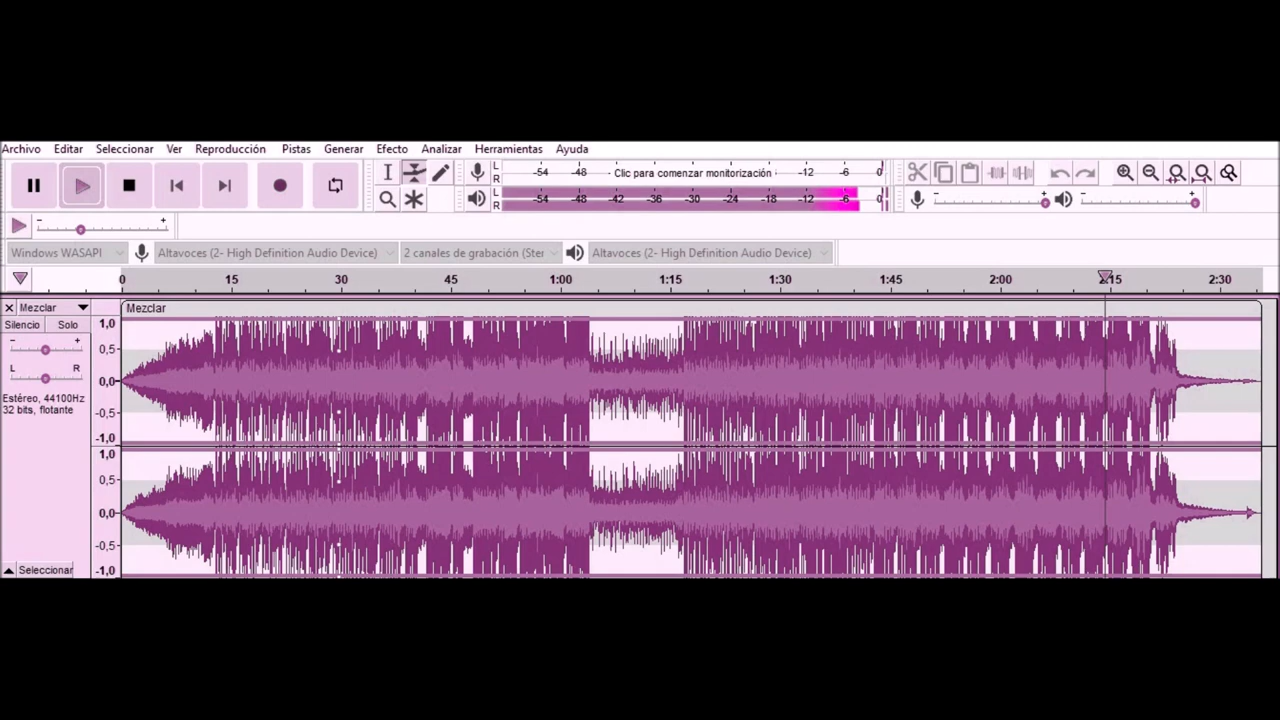 Archivo Editar Seleccionar Ver Reproducción Pistas Generar Efecto Analizar Herramientas Ayuda
L -54 -48 - Clic para comenzar monitorización - -12 -6 0
R
L -54 -48 -42 -36 -30 -24 -18 -12 -6 0
R
- + - +
- +
Windows WASAPI Altavoces (2- High Definition Audio Device) 2 canales de grabación (Ster Altavoces (2- High Definition Audio Device)
0 15 30 45 1:00 1:15 1:30 1:45 2:00 2:15 2:30
Mezclar Mezclar
Silencio Solo 1,0
- + 0,5
L R 0,0
Estéreo, 44100Hz
32 bits, flotante
-0,5
-1,0
1,0
0,5
0,0
-0,5
Seleccionar -1,0